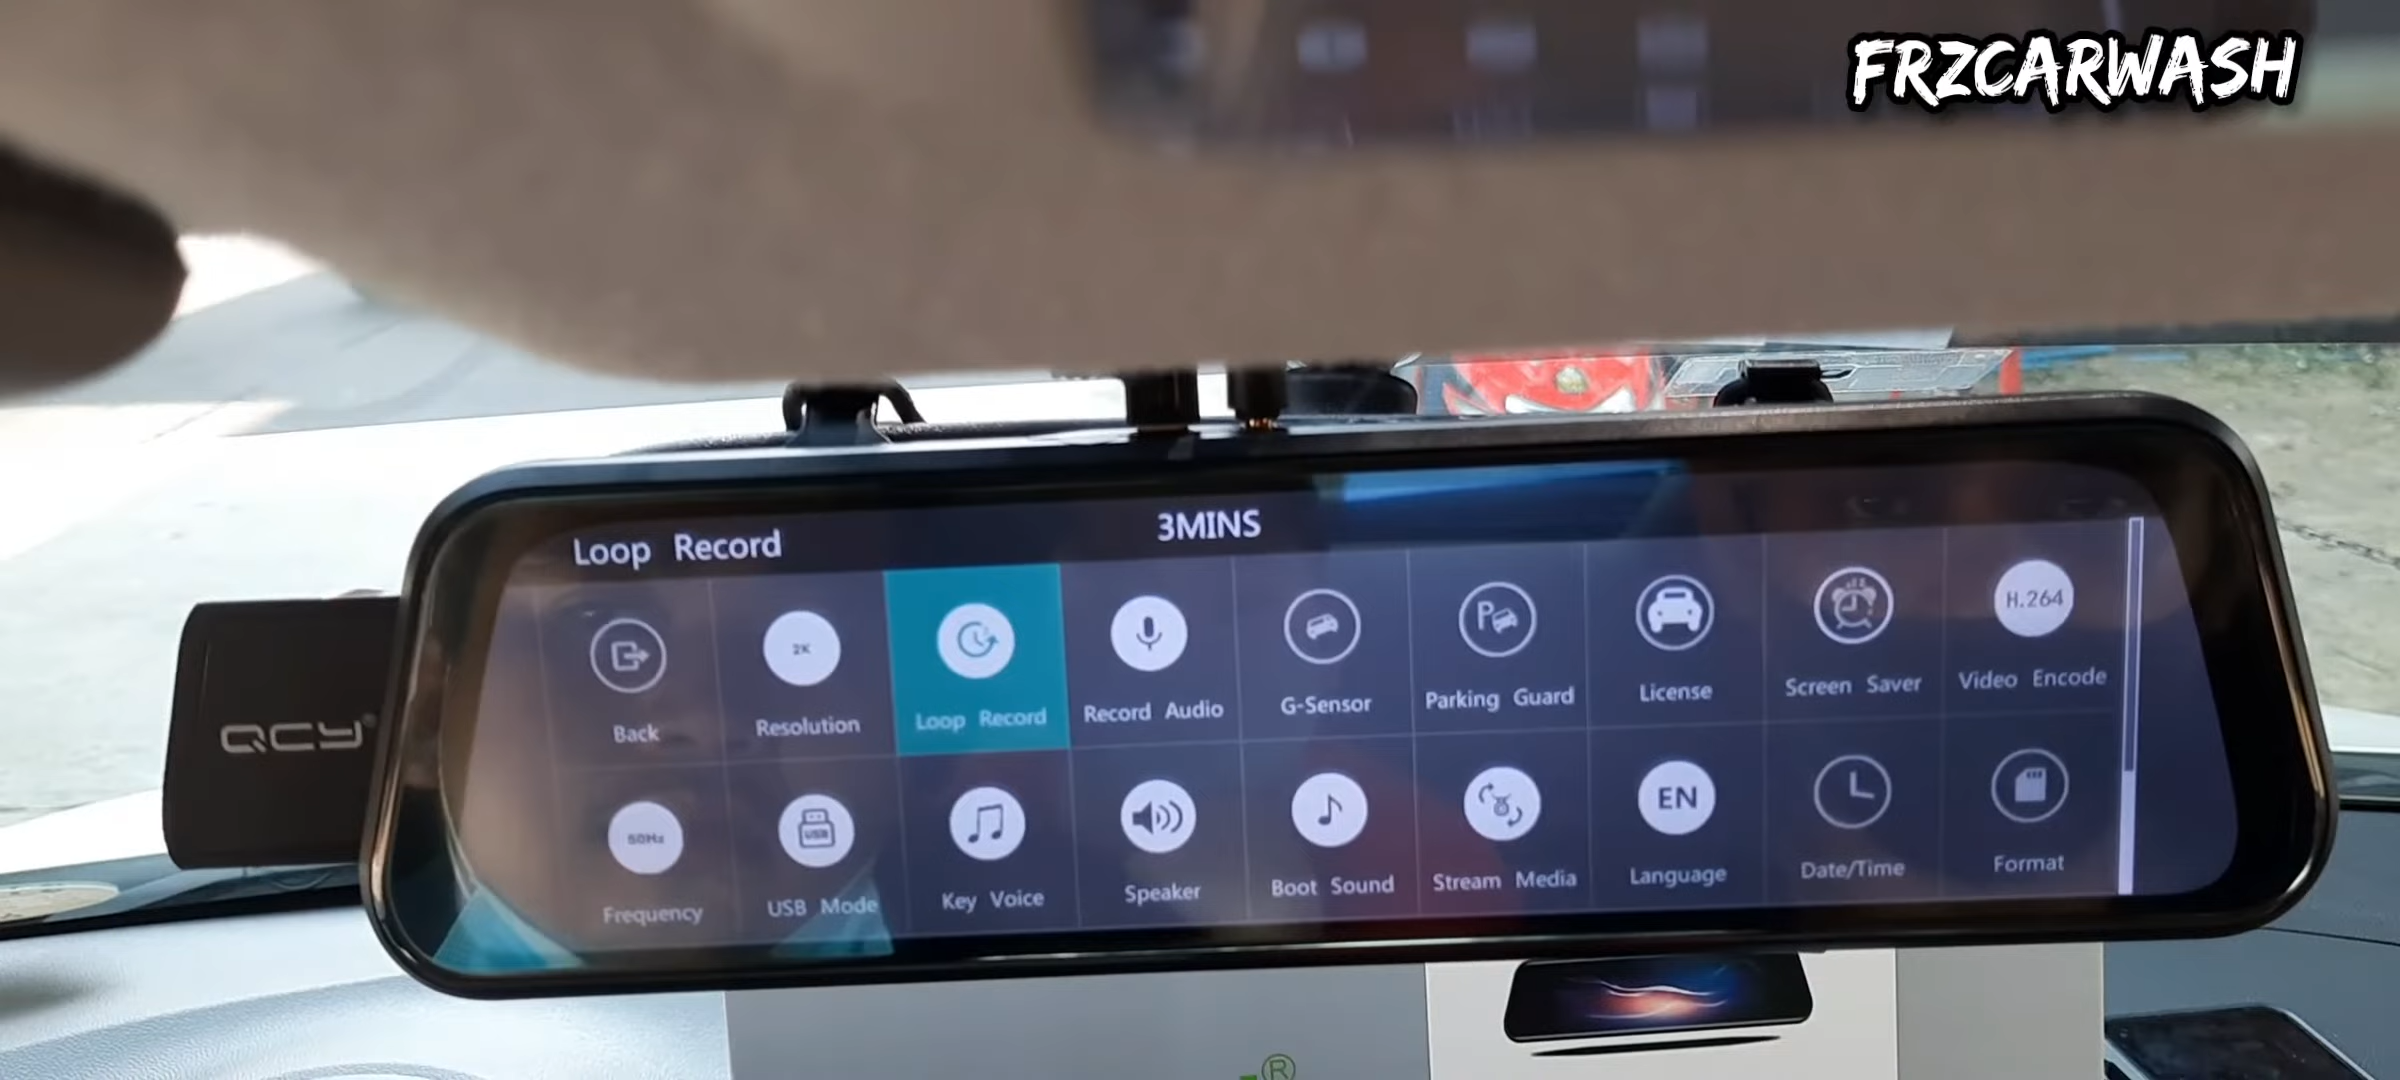 FRZCARWASH
Loop Record 3MINS
2K
H.264
Back Resolution Loop Record Record Audio G-Sensor Parking Guard License Screen Saver Video Encode
P
60Hz USB EN
Frequency USB Mode Key Voice Speaker Boot Sound Stream Media Language Date/Time Format
QCY®
®